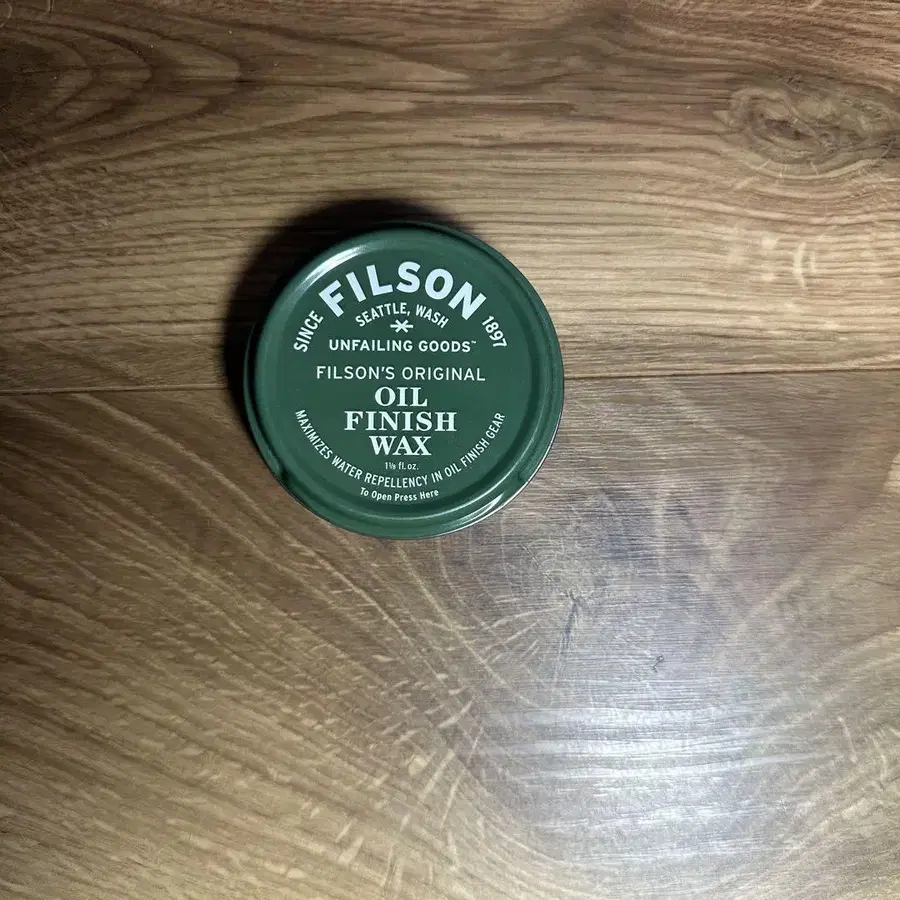 FILSON
SINCE
SEATTLE, WASH
1897
UNFAILING GOODS™
FILSON'S ORIGINAL
OIL
FINISH
WAX
1⅛ fl. oz.
MAXIMIZES WATER REPELLENCY IN OIL FINISH GEAR
To Open Press Here